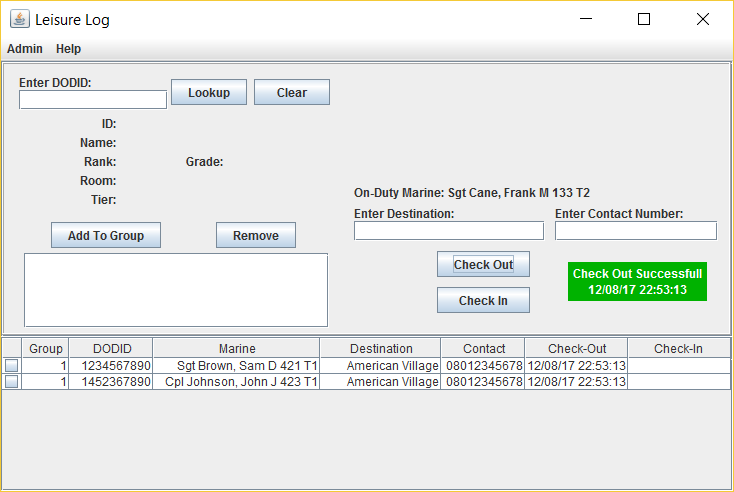 Leisure Log
Admin Help
Enter DODID:
Lookup Clear
ID:
Name:
Rank: Grade:
Room:
Tier:
On-Duty Marine: Sgt Cane, Frank M 133 T2
Enter Destination: Enter Contact Number:
Add To Group Remove
Check Out
Check Out Successfull
12/08/17 22:53:13
Check In
Group DODID Marine Destination Contact Check-Out Check-In
1 1234567890 Sgt Brown, Sam D 421 T1 American Village 08012345678 12/08/17 22:53:13
1 1452367890 Cpl Johnson, John J 423 T1 American Village 08012345678 12/08/17 22:53:13